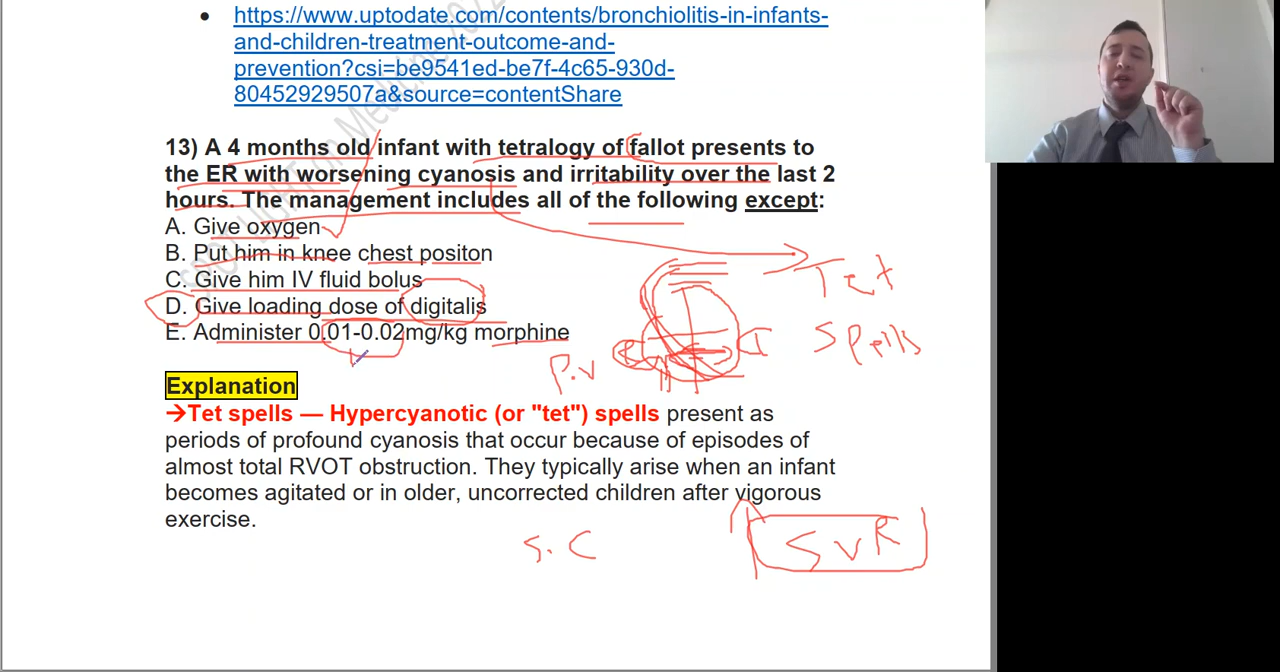 https://www.uptodate.com/contents/bronchiolitis-in-infants-
and-children-treatment-outcome-and-
prevention?csi=be9541ed-be7f-4c65-930d-
80452929507a&source=contentShare
13) A 4 months old infant with tetralogy of fallot presents to
the ER with worsening cyanosis and irritability over the last 2
hours. The management includes all of the following except:
A. Give oxygen
B. Put him in knee chest positon
C. Give him IV fluid bolus
D. Give loading dose of digitalis
E. Administer 0.01-0.02mg/kg morphine
Tet
Spells
P.V
Explanation
→Tet spells — Hypercyanotic (or "tet") spells present as
periods of profound cyanosis that occur because of episodes of
almost total RVOT obstruction. They typically arise when an infant
becomes agitated or in older, uncorrected children after vigorous
exercise.
S.C
SVR